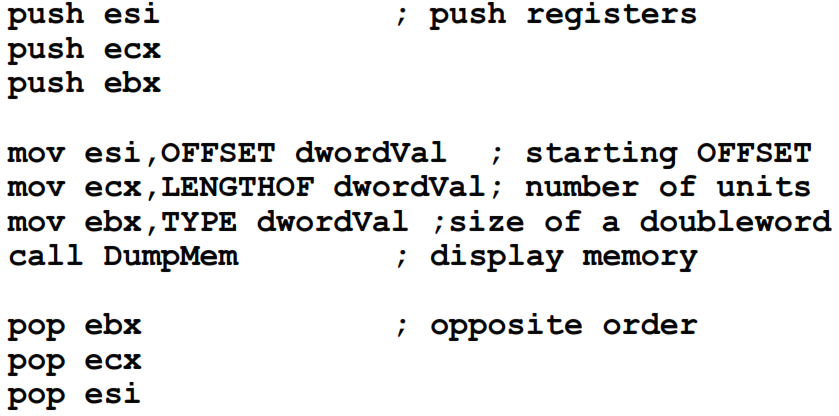 push esi ; push registers
push ecx
push ebx
mov esi,OFFSET dwordVal ; starting OFFSET
mov ecx,LENGTHOF dwordVal; number of units
mov ebx,TYPE dwordVal ;size of a doubleword
call DumpMem ; display memory
pop ebx ; opposite order
pop ecx
pop esi